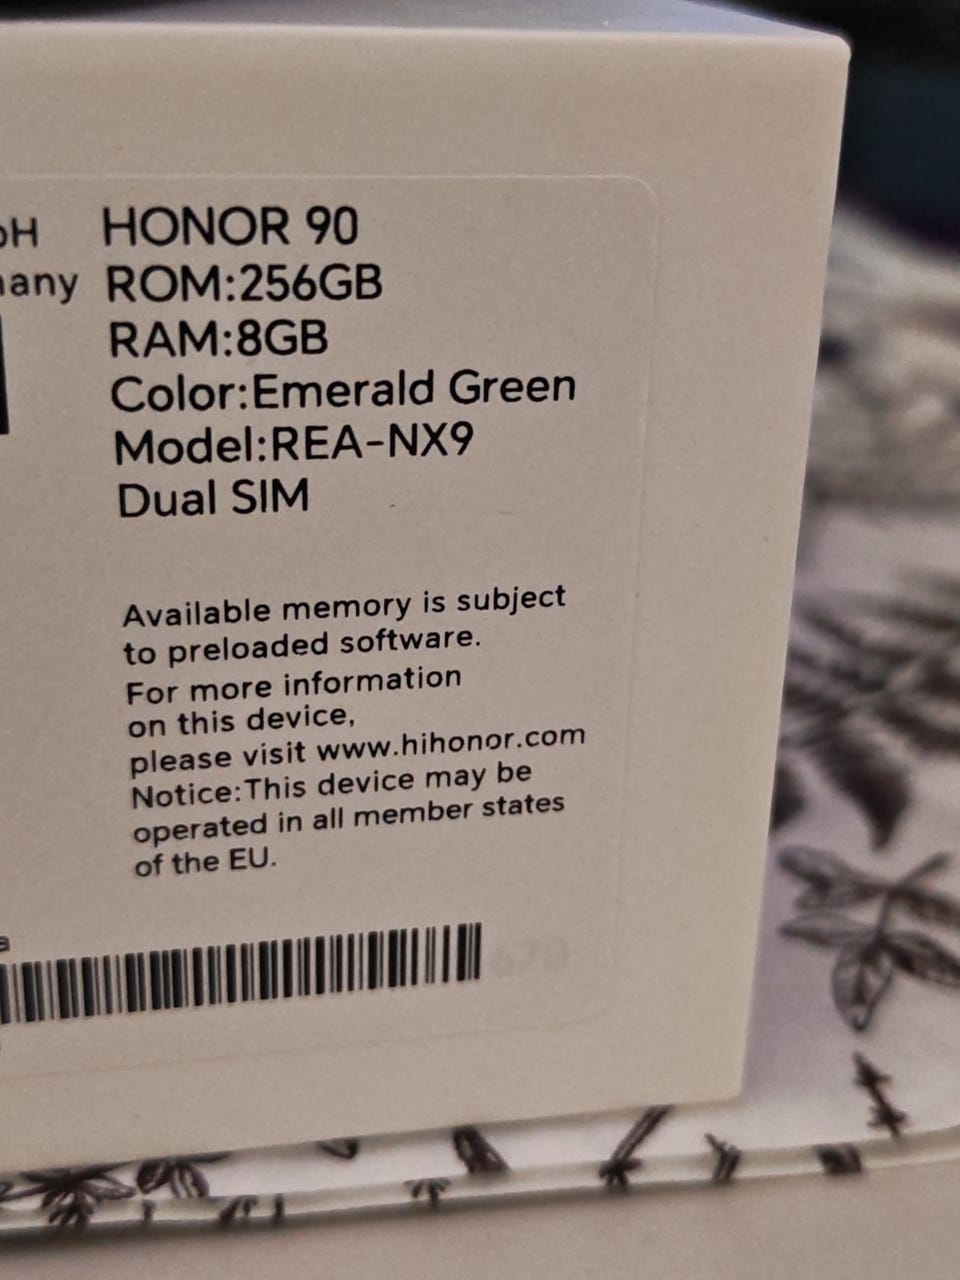 HONOR 90
ROM:256GB
RAM:8GB
Color:Emerald Green
Model:REA-NX9
Dual SIM
Available memory is subject
to preloaded software.
For more information
on this device,
please visit www.hihonor.com
Notice:This device may be
operated in all member states
of the EU.
670